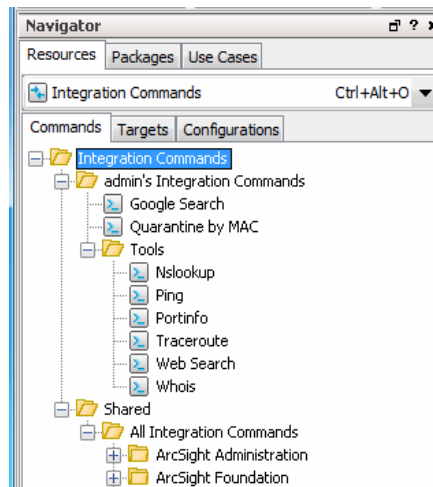 Navigator
Resources Packages Use Cases
Integration Commands Ctrl+Alt+O
Commands Targets Configurations
Integration Commands
admin's Integration Commands
Google Search
Quarantine by MAC
Tools
Nslookup
Ping
Portinfo
Traceroute
Web Search
Whois
Shared
All Integration Commands
ArcSight Administration
ArcSight Foundation